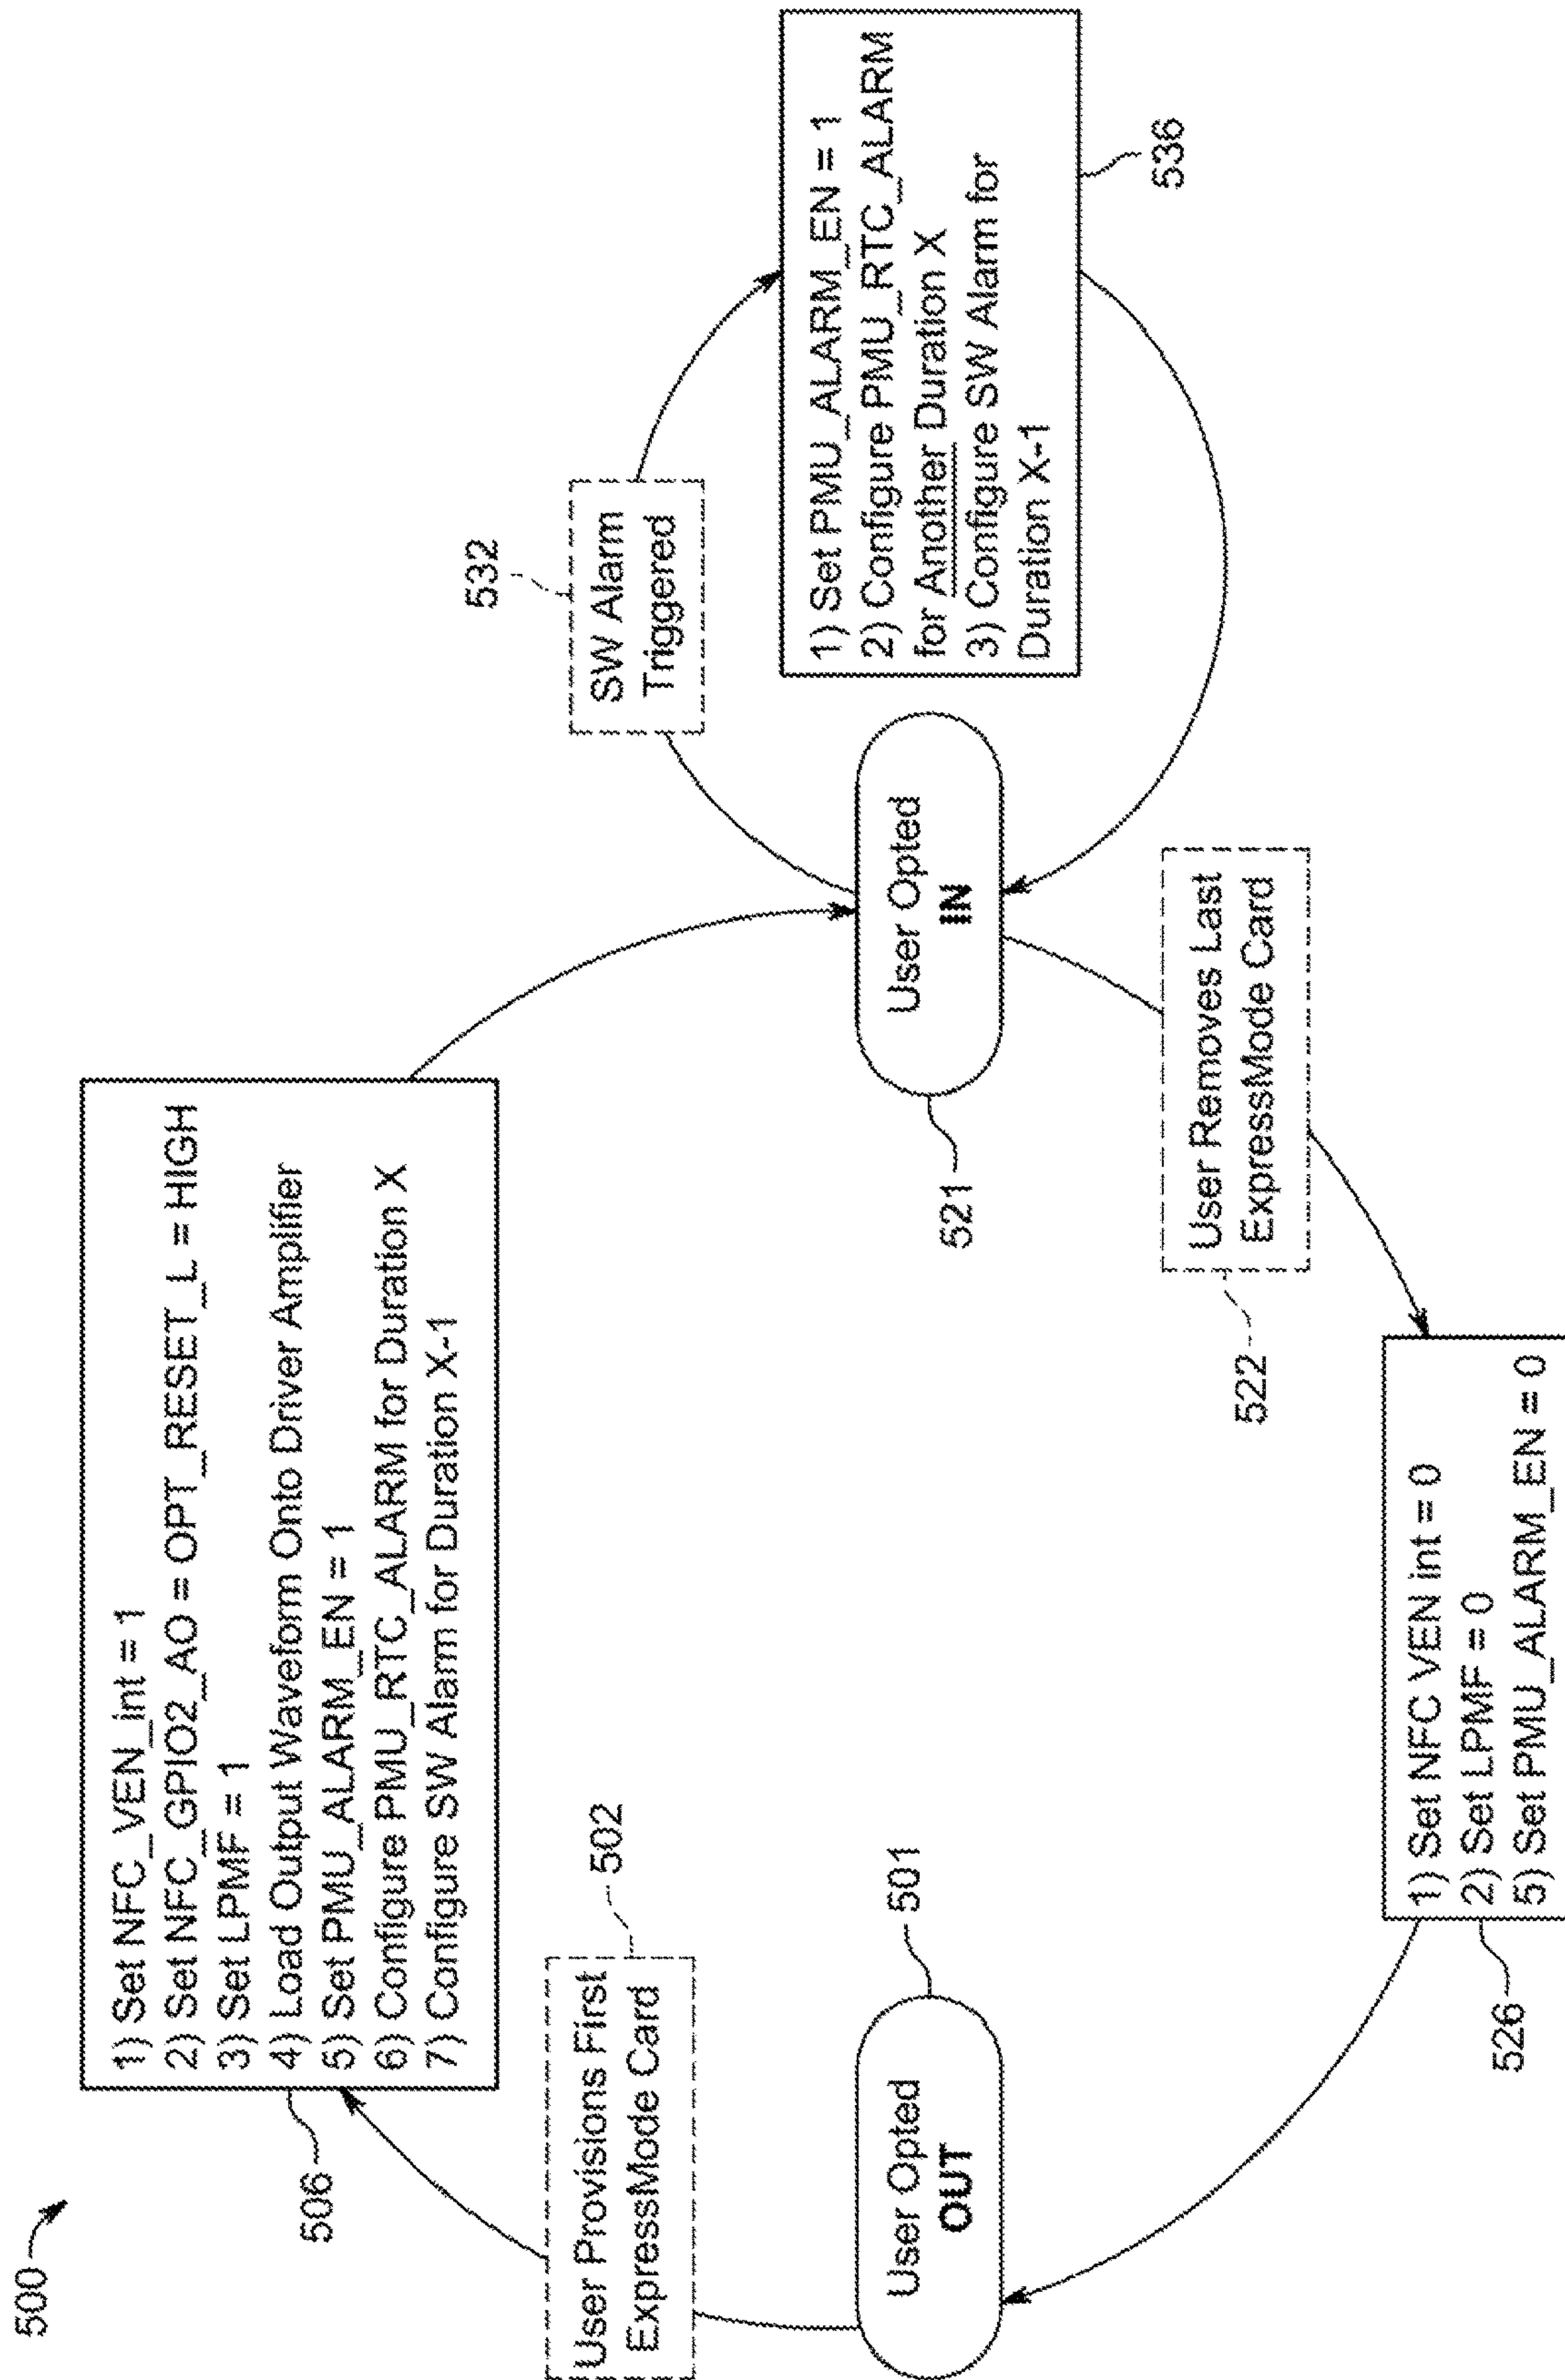 500
506
1) Set NFC_VEN_int = 1
2) Set NFC_GPIO2_AO = OPT_RESET_L = HIGH
3) Set LPMF = 1
4) Load Output Waveform Onto Driver Amplifier
5) Set PMU_ALARM_EN = 1
6) Configure PMU_RTC_ALARM for Duration X
7) Configure SW Alarm for Duration X-1
532
SW Alarm
Triggered
502
User Provisions First
ExpressMode Card
501
User Opted
OUT
521
User Opted
IN
1) Set PMU_ALARM_EN = 1
2) Configure PMU_RTC_ALARM
for Another Duration X
3) Configure SW Alarm for
Duration X-1
536
522
User Removes Last
ExpressMode Card
526
1) Set NFC VEN int = 0
2) Set LPMF = 0
5) Set PMU_ALARM_EN = 0